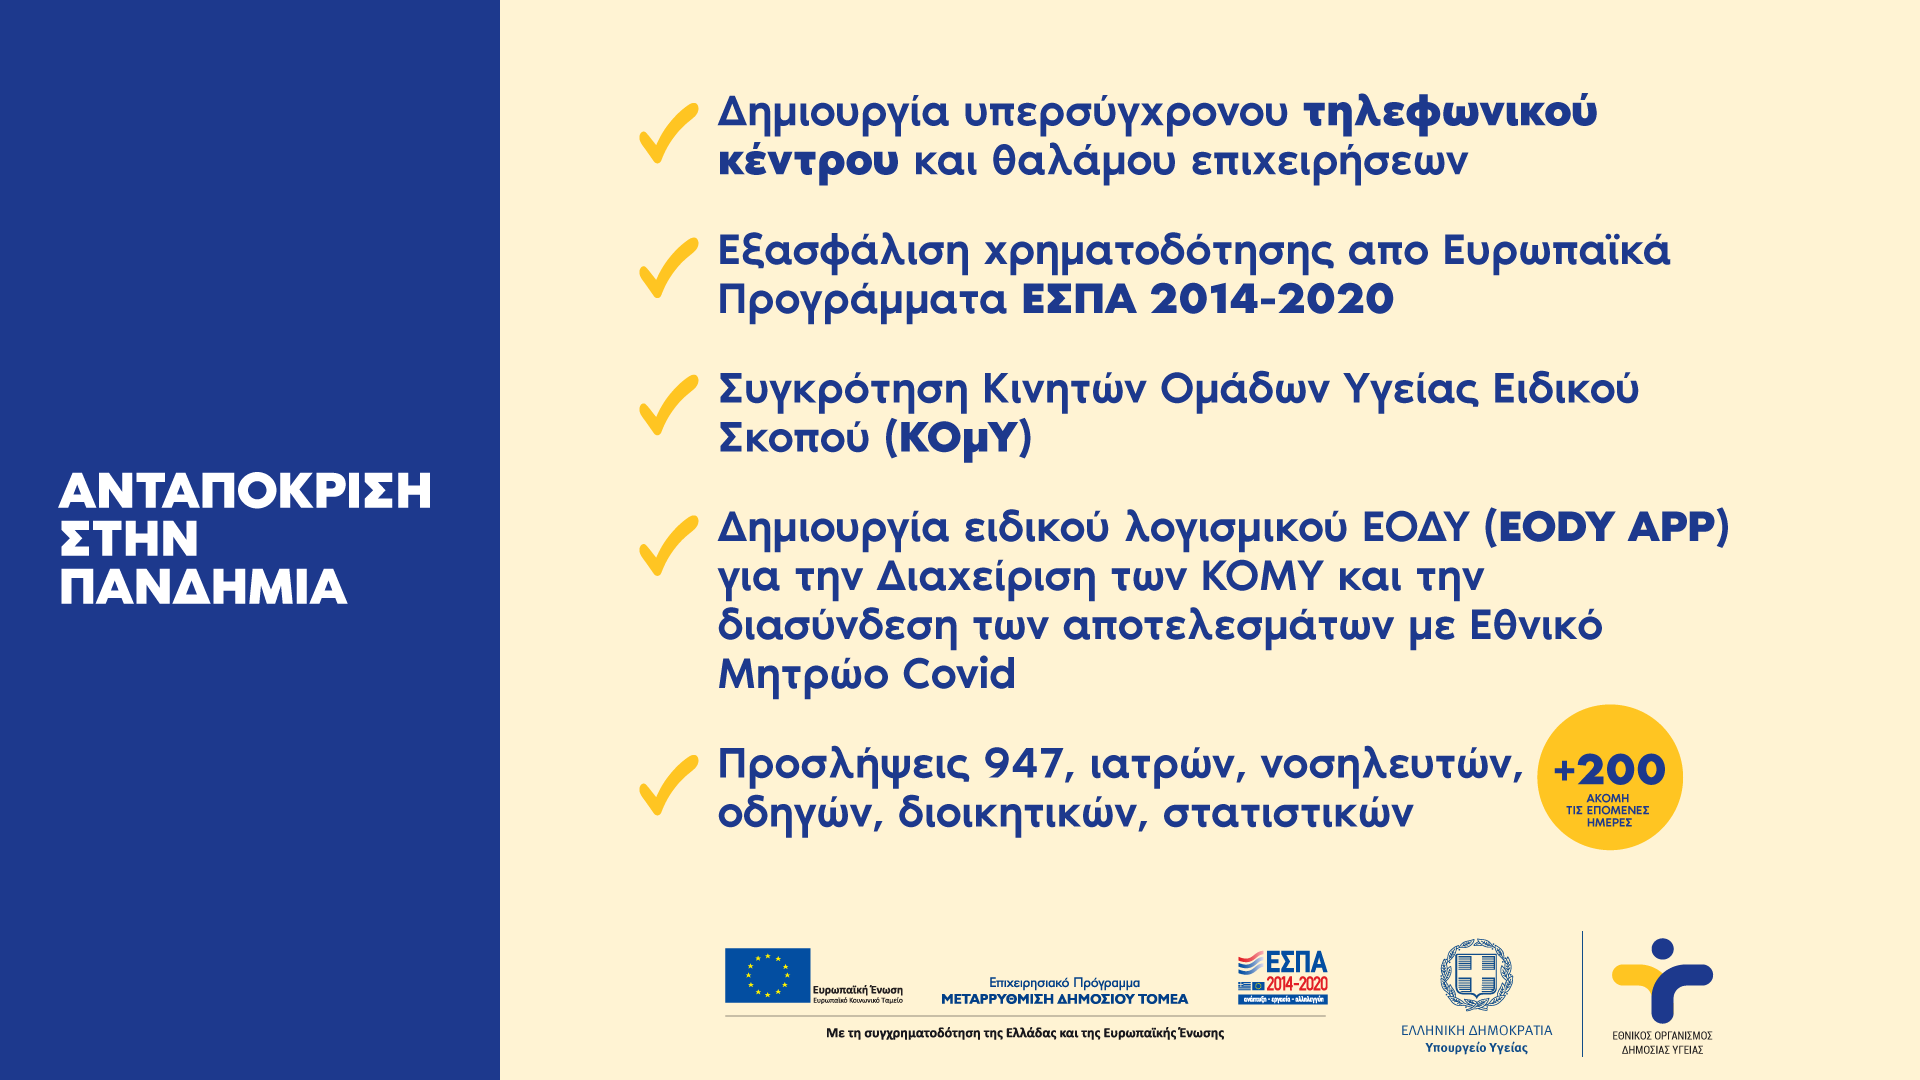 ΑΝΤΑΠΟΚΡΙΣΗ
ΣΤΗΝ
ΠΑΝΔΗΜΙΑ
Δημιουργία υπερσύγχρονου τηλεφωνικού
κέντρου και θαλάμου επιχειρήσεων
Εξασφάλιση χρηματοδότησης απο Ευρωπαϊκά
Προγράμματα ΕΣΠΑ 2014-2020
Συγκρότηση Κινητών Ομάδων Υγείας Ειδικού
Σκοπού (ΚΟμΥ)
Δημιουργία ειδικού λογισμικού ΕΟΔΥ (EODY APP)
για την Διαχείριση των ΚΟΜΥ και την
διασύνδεση των αποτελεσμάτων με Εθνικό
Μητρώο Covid
Προσλήψεις 947, ιατρών, νοσηλευτών,
οδηγών, διοικητικών, στατιστικών
+200
ΑΚΟΜΗ
ΤΙΣ ΕΠΟΜΕΝΕΣ
ΗΜΕΡΕΣ
Ευρωπαϊκή Ένωση
Ευρωπαϊκό Κοινωνικό Ταμείο
Επιχειρησιακό Πρόγραμμα
ΜΕΤΑΡΡΥΘΜΙΣΗ ΔΗΜΟΣΙΟΥ ΤΟΜΕΑ
ΕΣΠΑ
2014-2020
ανάπτυξη - εργασία - αλληλεγγύη
Με τη συγχρηματοδότηση της Ελλάδας και της Ευρωπαϊκής Ένωσης
ΕΛΛΗΝΙΚΗ ΔΗΜΟΚΡΑΤΙΑ
Υπουργείο Υγείας
ΕΘΝΙΚΟΣ ΟΡΓΑΝΙΣΜΟΣ
ΔΗΜΟΣΙΑΣ ΥΓΕΙΑΣ